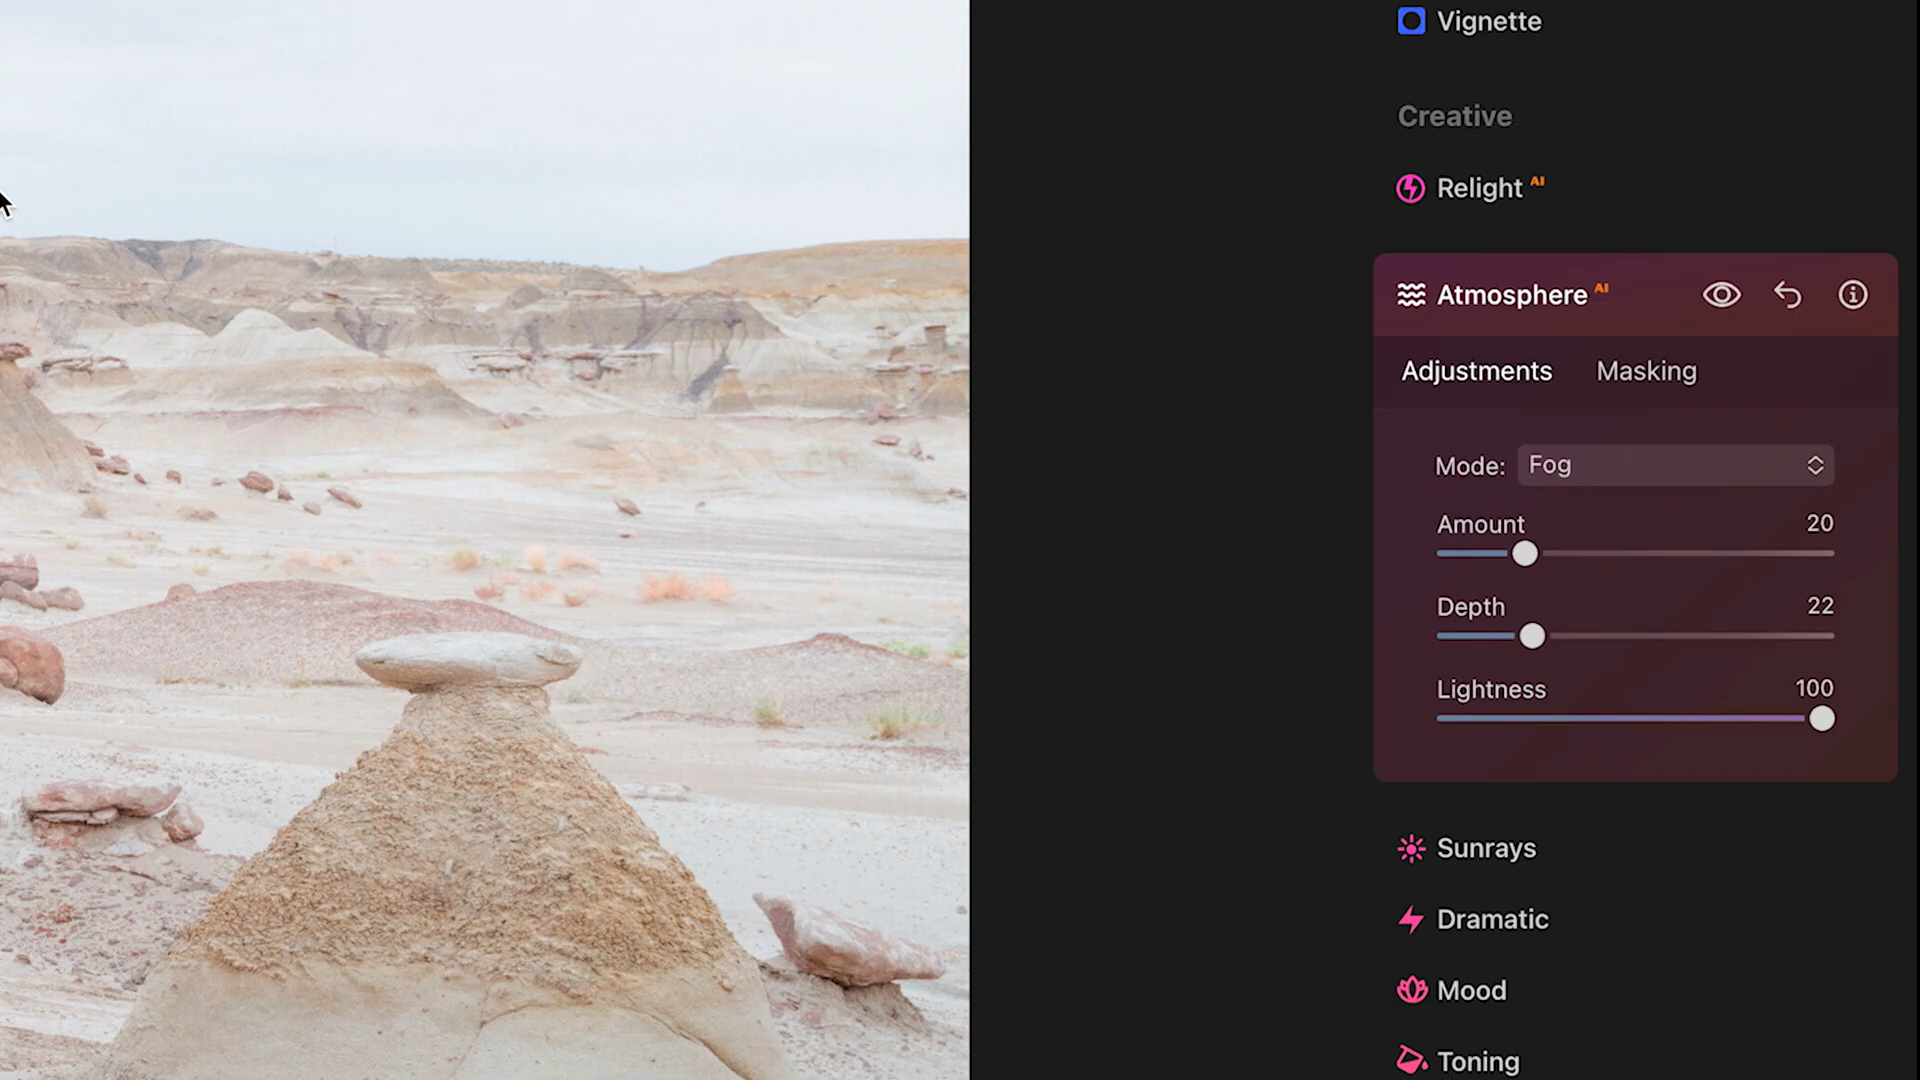 Vignette
Creative
Relight AI
Atmosphere AI
Adjustments Masking
Mode: Fog
Amount 20
Depth 22
Lightness 100
Sunrays
Dramatic
Mood
Toning